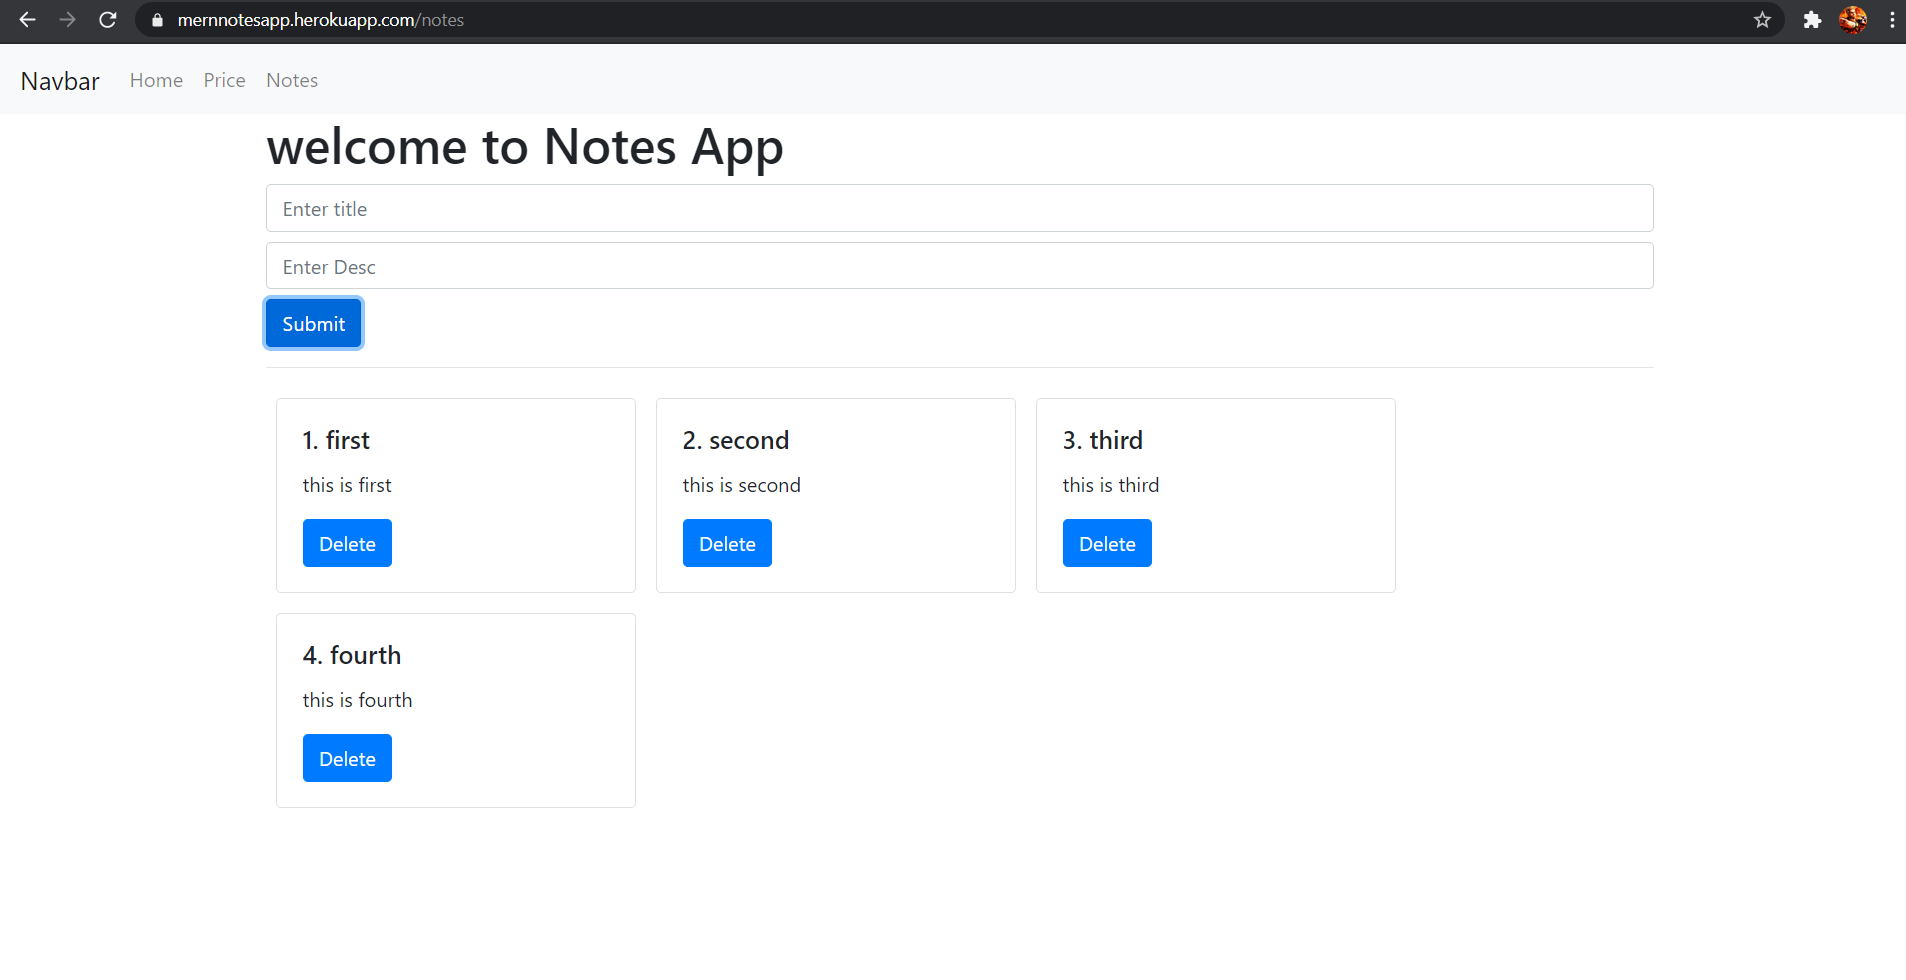 mernnotesapp.herokuapp.com/notes
Navbar Home Price Notes
welcome to Notes App
Enter title
Enter Desc
Submit
1. first
this is first
Delete
2. second
this is second
Delete
3. third
this is third
Delete
4. fourth
this is fourth
Delete